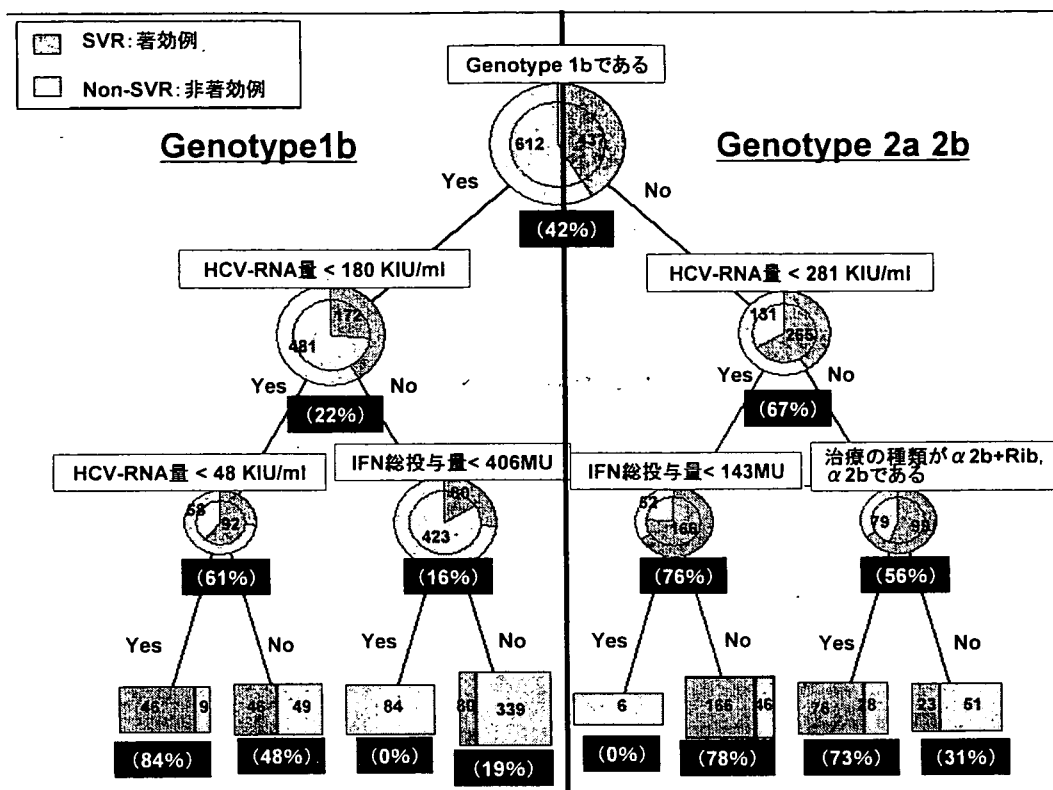 SVR:著効例
Non-SVR:非著効例
Genotype 1bである
Genotype1b
Genotype 2a 2b
612
437
Yes
No
(42%)
HCV-RNA量 < 180 KIU/ml
HCV-RNA量 < 281 KIU/ml
172
481
131
265
Yes
No
Yes
No
(22%)
(67%)
HCV-RNA量 < 48 KIU/ml
IFN総投与量< 406MU
IFN総投与量< 143MU
治療の種類がα2b+Rib,
α2bである
58
92
80
423
52
166
79
99
(61%)
(16%)
(76%)
(56%)
Yes
No
Yes
No
Yes
No
Yes
No
46
9
46
49
84
80
339
6
166
46
76
28
23
51
(84%)
(48%)
(0%)
(19%)
(0%)
(78%)
(73%)
(31%)